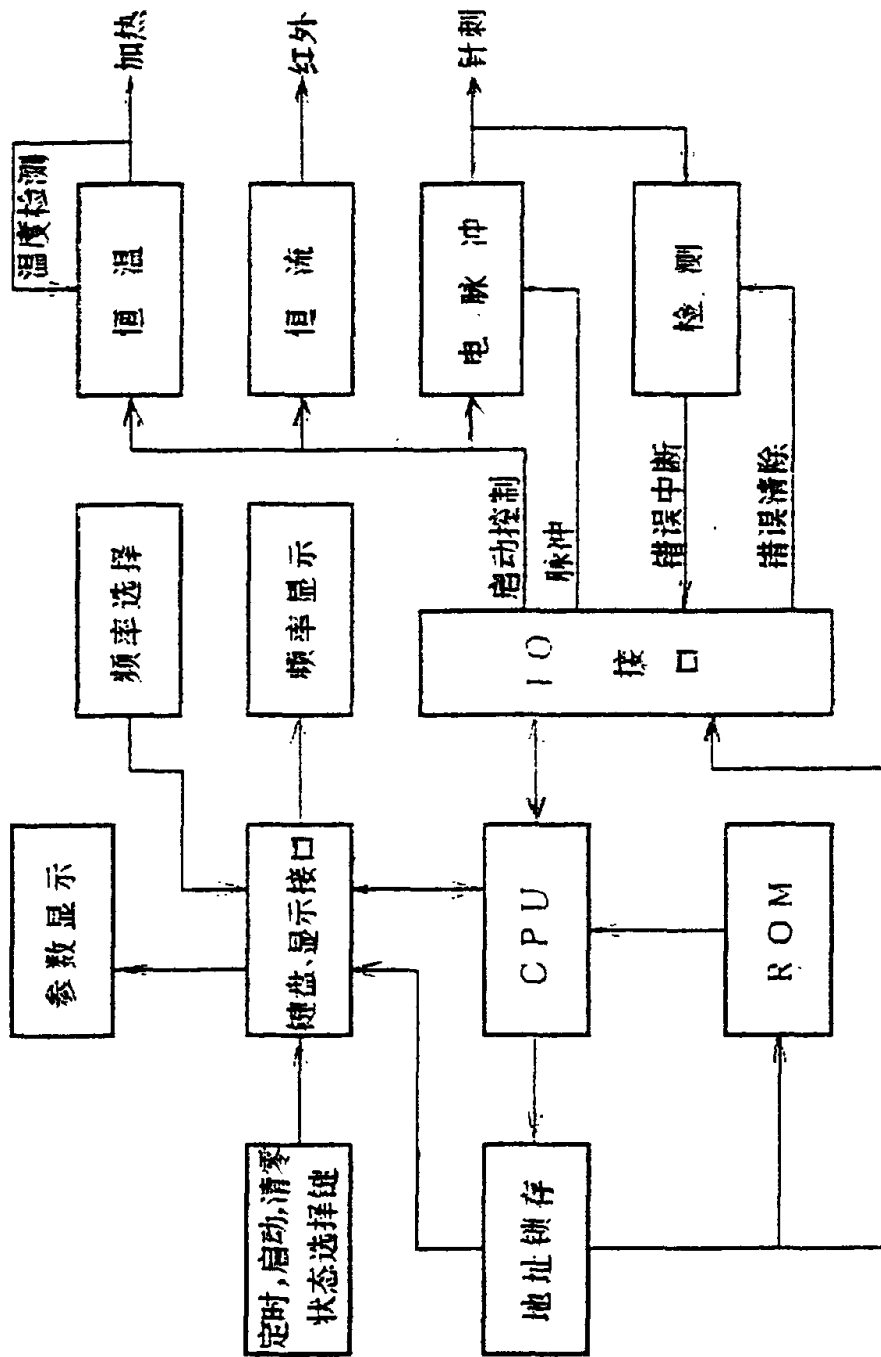 参数显示
频率选择
温度检测
恒温
加热
定时,启动,清零
状态选择键
键盘、显示接口
频率显示
恒流
红外
地址锁存
CPU
IO
接口
启动控制
脉冲
电脉冲
针刺
ROM
错误中断
错误清除
检测